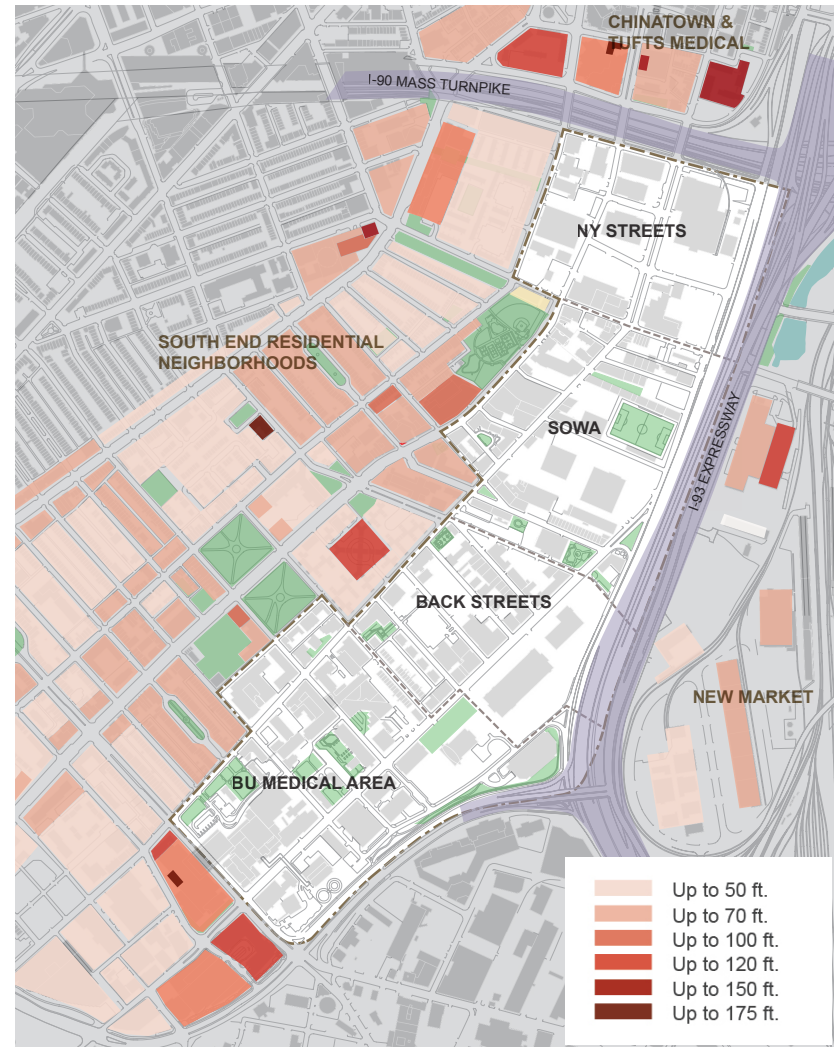 CHINATOWN &
TUFTS MEDICAL
I-90 MASS TURNPIKE
NY STREETS
SOUTH END RESIDENTIAL
NEIGHBORHOODS
SOWA
I-93 EXPRESSWAY
BACK STREETS
NEW MARKET
BU MEDICAL AREA
Up to 50 ft.
Up to 70 ft.
Up to 100 ft.
Up to 120 ft.
Up to 150 ft.
Up to 175 ft.